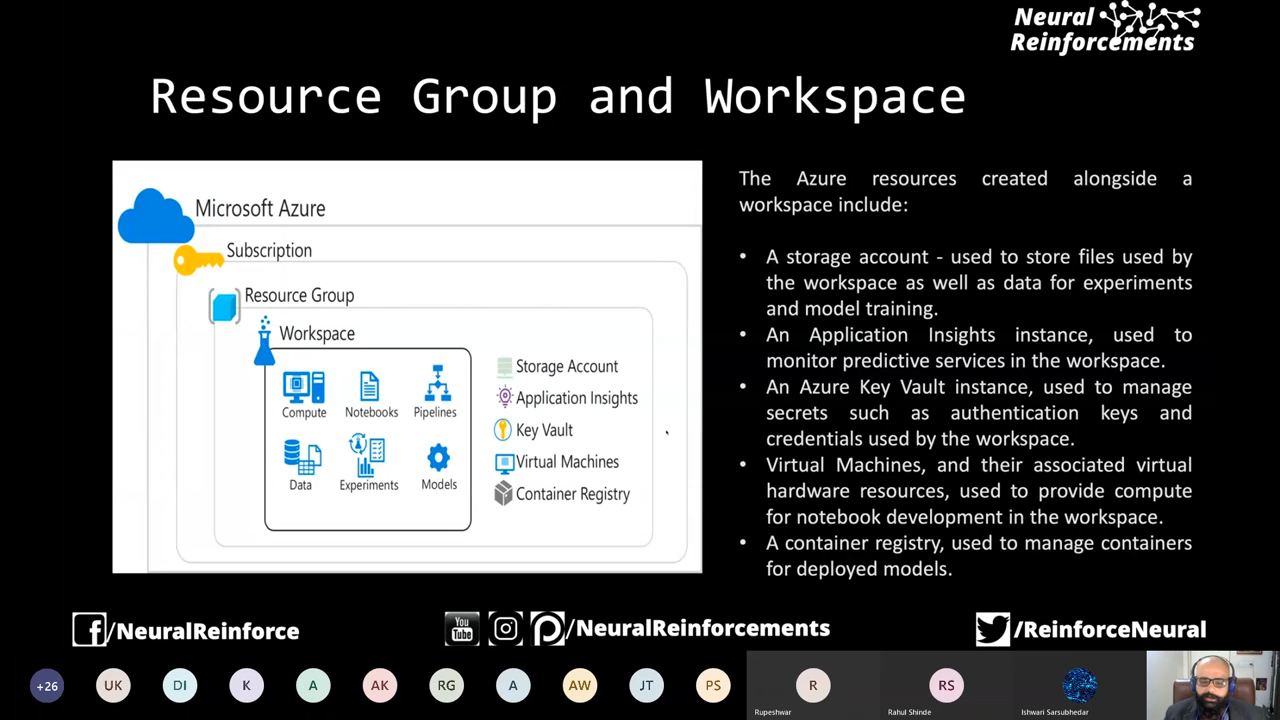 Neural
Reinforcements
Resource Group and Workspace
Microsoft Azure
Subscription
Resource Group
Workspace
Compute
Notebooks
Pipelines
Data
Experiments
Models
Storage Account
Application Insights
Key Vault
Virtual Machines
Container Registry
The Azure resources created alongside a
workspace include:
• A storage account - used to store files used by
the workspace as well as data for experiments
and model training.
• An Application Insights instance, used to
monitor predictive services in the workspace.
• An Azure Key Vault instance, used to manage
secrets such as authentication keys and
credentials used by the workspace.
• Virtual Machines, and their associated virtual
hardware resources, used to provide compute
for notebook development in the workspace.
• A container registry, used to manage containers
for deployed models.
f/NeuralReinforce
You
Tube
/NeuralReinforcements
/ReinforceNeural
+26
UK
DI
K
A
AK
RG
A
AW
JT
PS
R
Rupeshwar
RS
Rahul Shinde
Ishwari Sarsubhedar